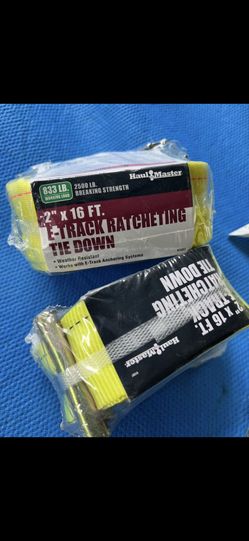 Haul Master
833 LB.
WORKING LOAD
2500 LB.
BREAKING STRENGTH
2" x 16 FT.
E-TRACK RATCHETING
TIE DOWN
• Weather Resistant
• Works with E-Track Anchoring Systems
2" x 16 FT.
E-TRACK
RATCHETING
TIE DOWN
Haul Master